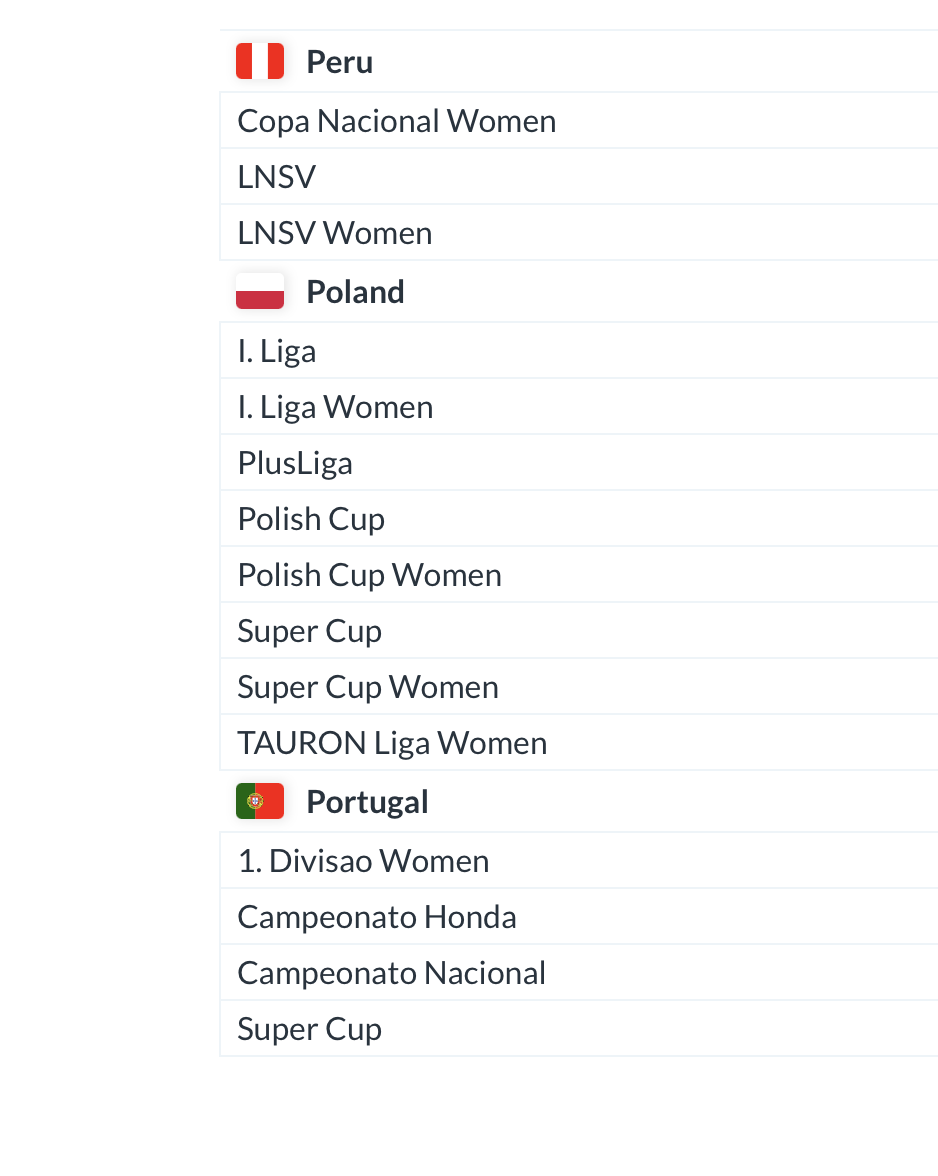 Peru
Copa Nacional Women
LNSV
LNSV Women
Poland
I. Liga
I. Liga Women
PlusLiga
Polish Cup
Polish Cup Women
Super Cup
Super Cup Women
TAURON Liga Women
Portugal
1. Divisao Women
Campeonato Honda
Campeonato Nacional
Super Cup